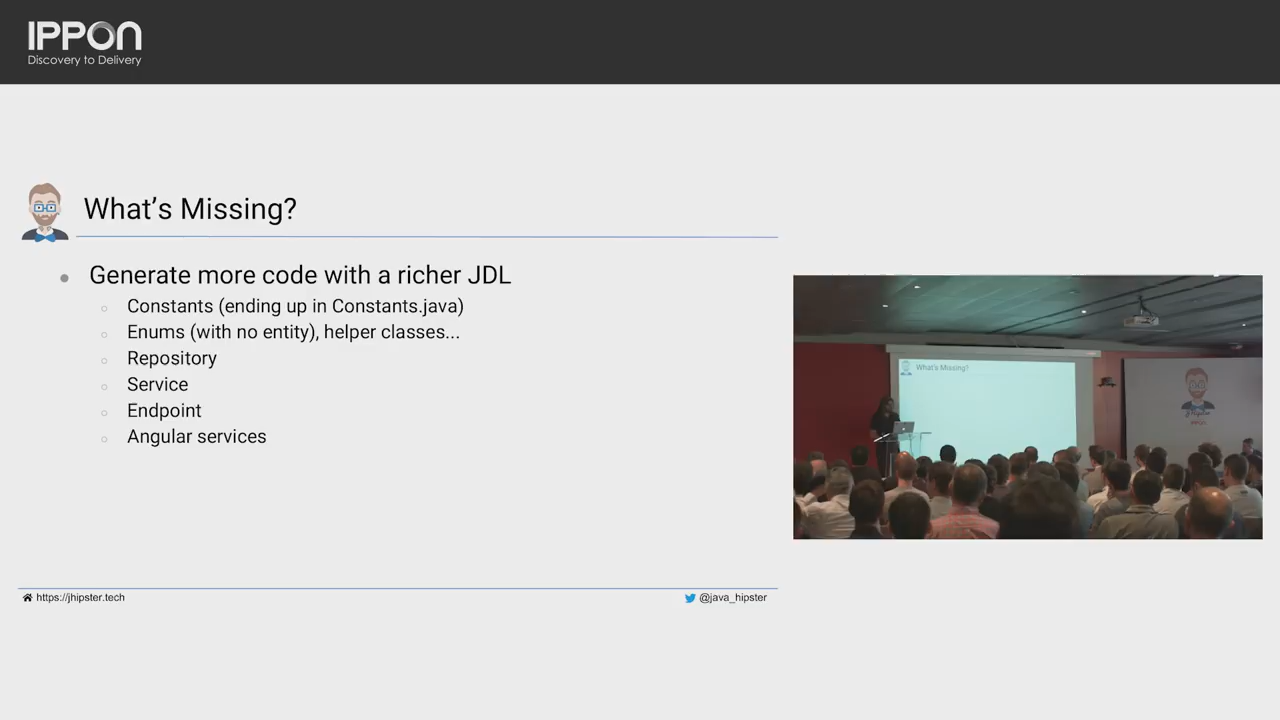 IPPON
Discovery to Delivery
What's Missing?
● Generate more code with a richer JDL
○ Constants (ending up in Constants.java)
○ Enums (with no entity), helper classes...
○ Repository
○ Service
○ Endpoint
○ Angular services
What's Missing?
https://jhipster.tech
@java_hipster